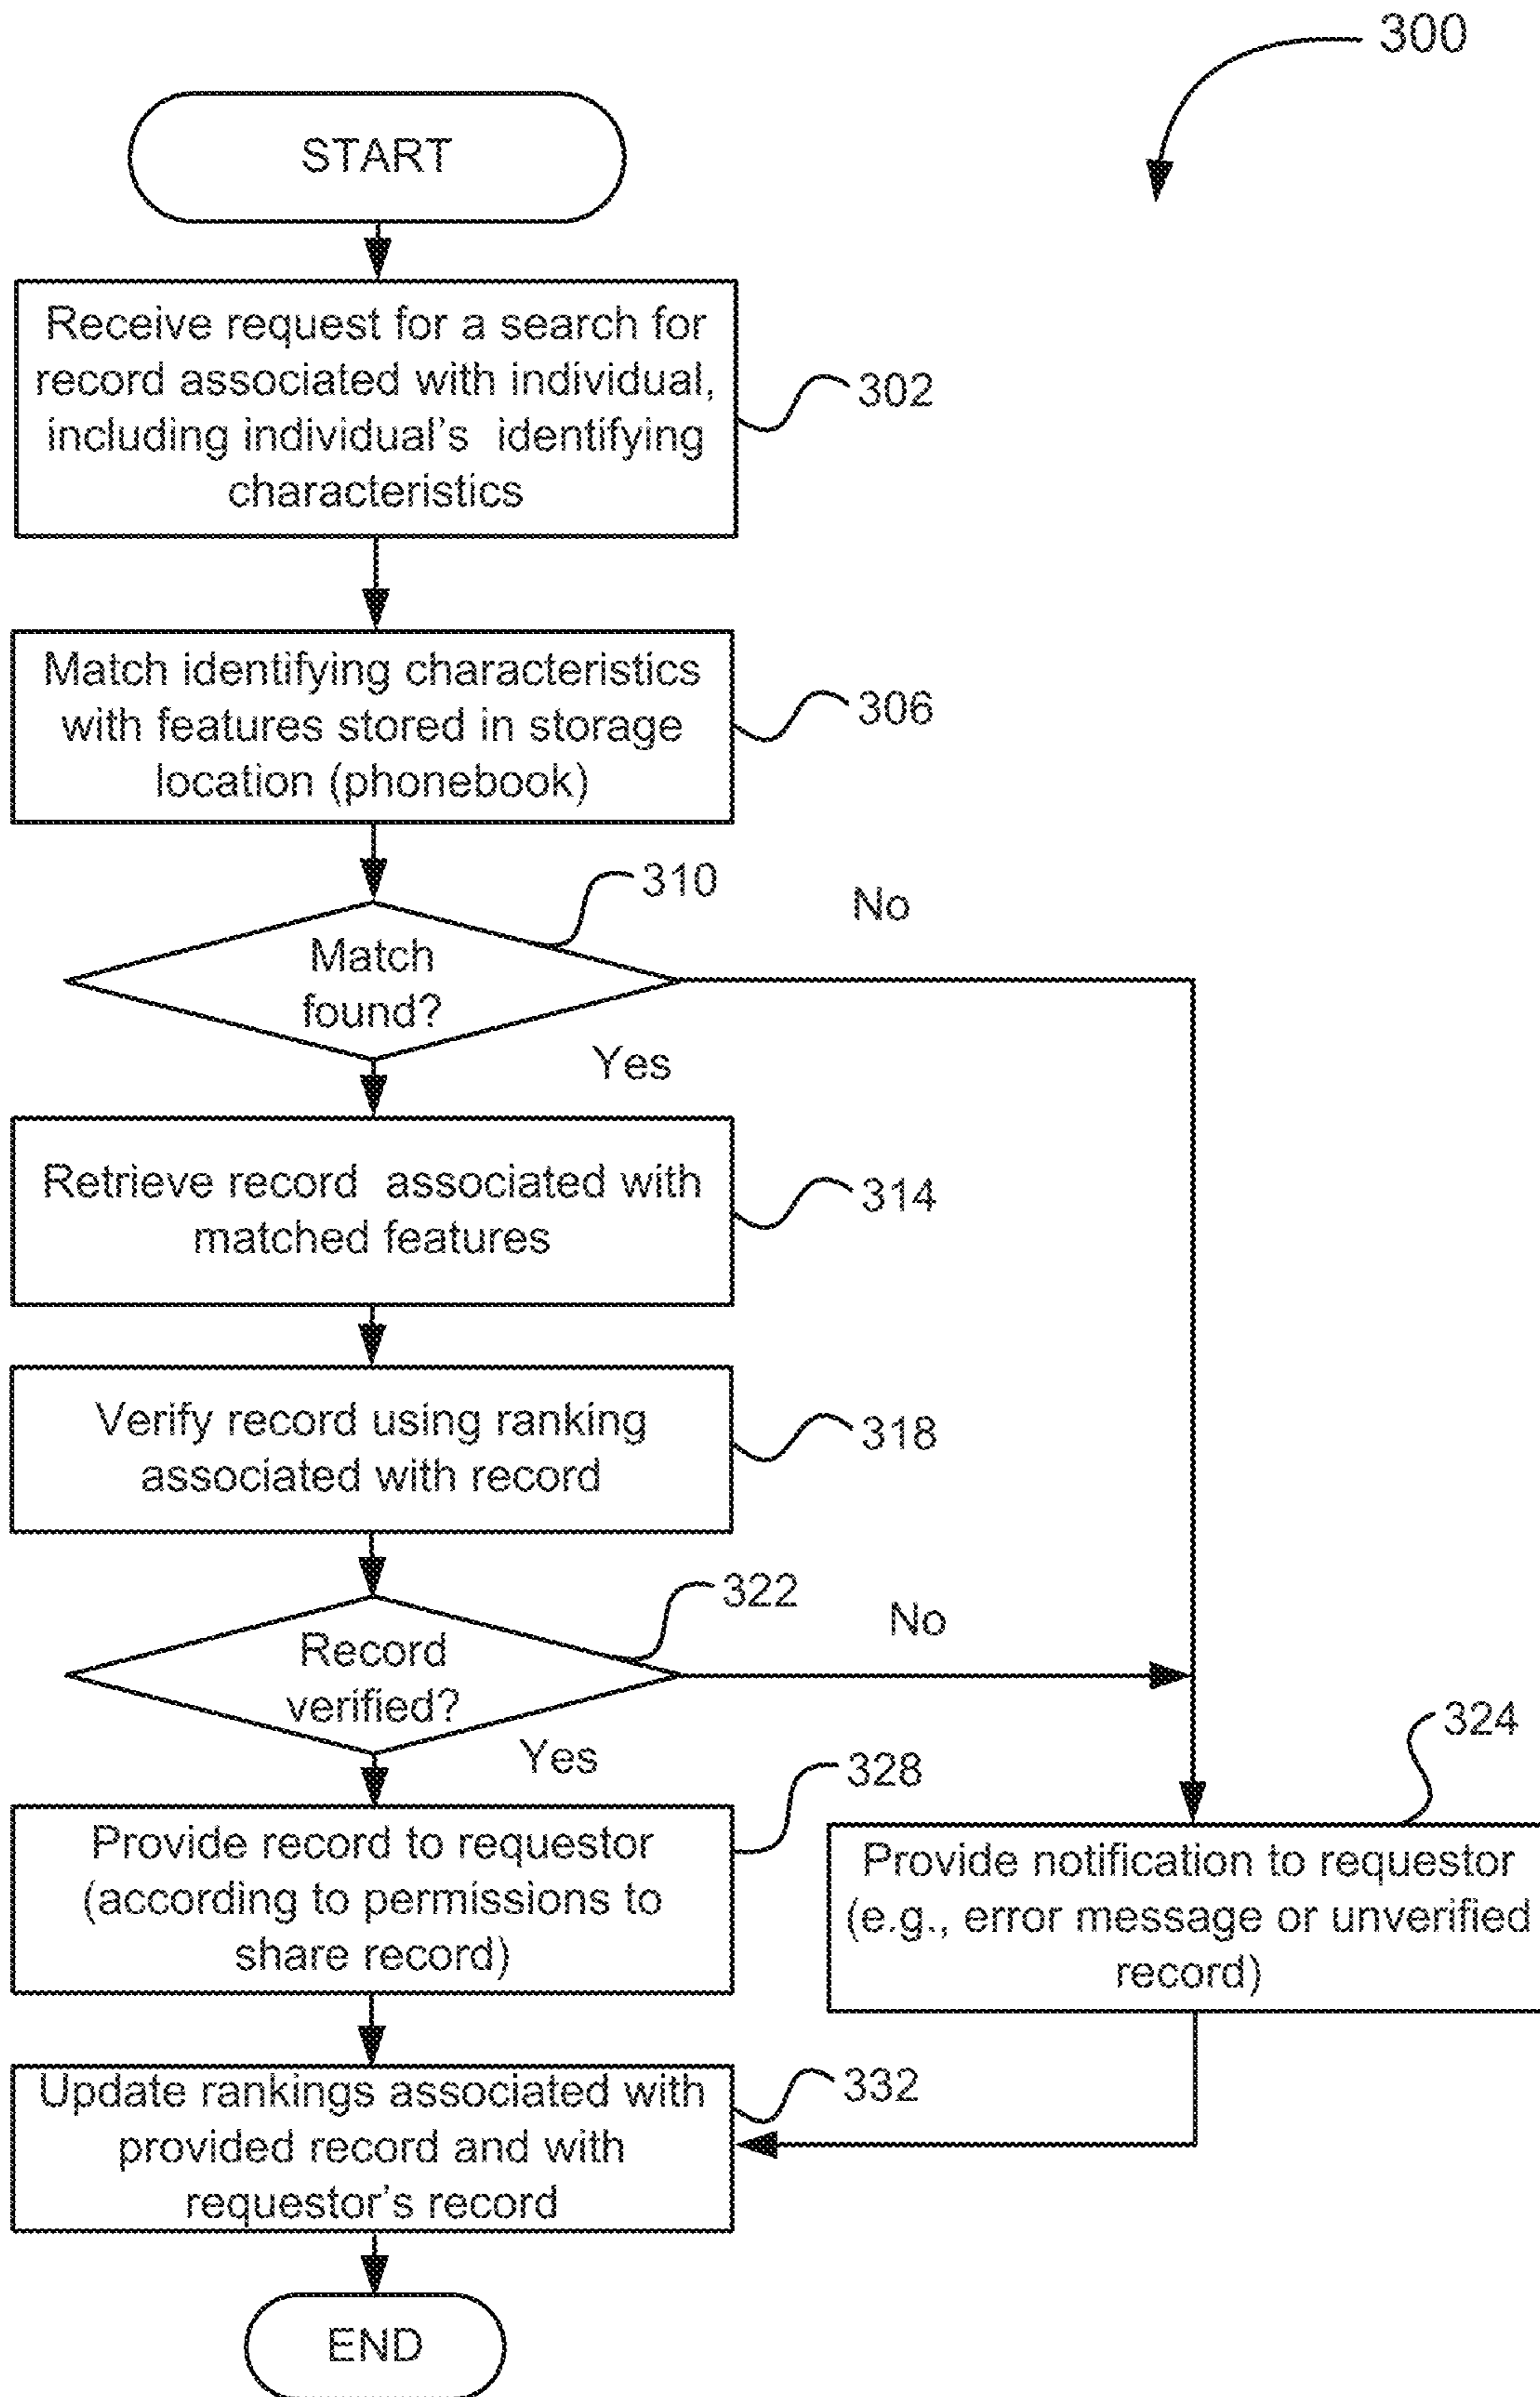 300
START
Receive request for a search for
record associated with individual,
including individual's identifying
characteristics
302
Match identifying characteristics
with features stored in storage
location (phonebook)
306
310
No
Match
found?
Yes
Retrieve record associated with
matched features
314
Verify record using ranking
associated with record
318
322
No
Record
verified?
Yes
324
328
Provide record to requestor
(according to permissions to
share record)
Provide notification to requestor
(e.g., error message or unverified
record)
Update rankings associated with
provided record and with
requestor's record
332
END